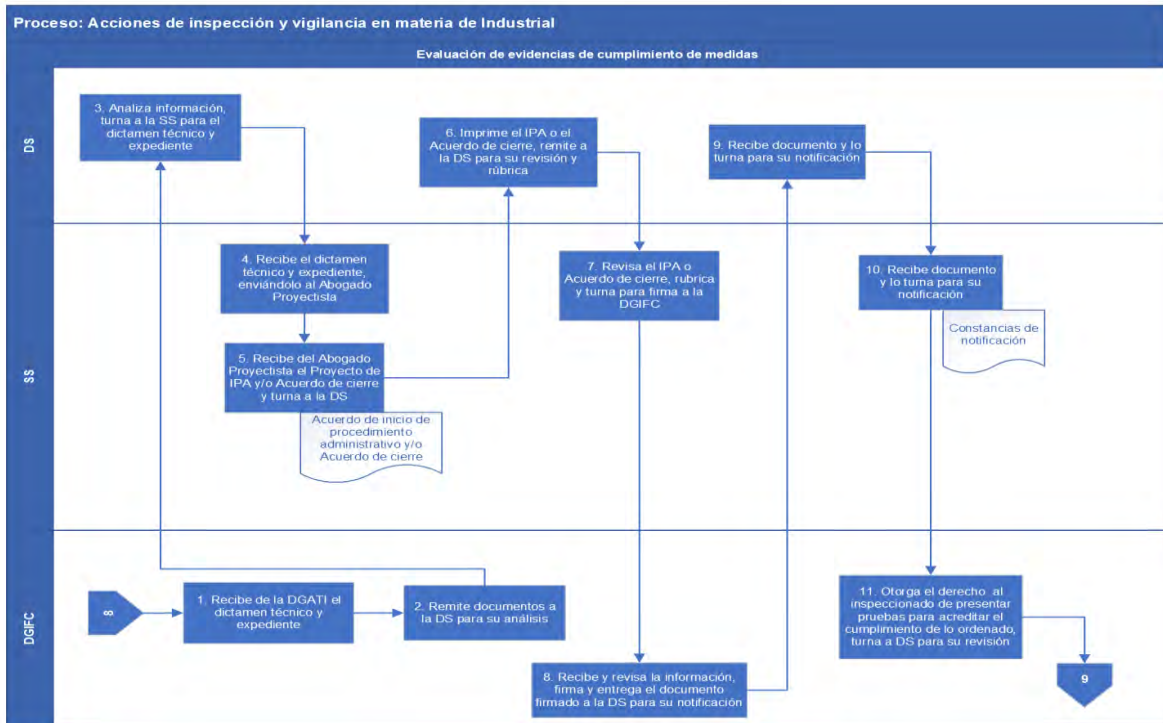 Proceso: Acciones de inspección y vigilancia en materia de Industrial
Evaluación de evidencias de cumplimiento de medidas
DS
3. Analiza información,
turna a la SS para el
dictamen técnico y
expediente
6. Imprime el IPA o el
Acuerdo de cierre, remite
a la DS para su revisión y
rúbrica
9. Recibe documento y lo
turna para su notificación
SS
4. Recibe el dictamen
técnico y expediente,
enviándolo al Abogado
Proyectista
5. Recibe del Abogado
Proyectista el Proyecto de
IPA y/o Acuerdo de cierre
y turna a la DS
Acuerdo de inicio de
procedimiento
administrativo y/o
Acuerdo de cierre
7. Revisa el IPA o
Acuerdo de cierre, rubrica
y turna para firma a la
DGIFC
10. Recibe documento
y lo turna para su
notificación
Constancias de
notificación
DGIFC
8
1. Recibe de la DGATI el
dictamen técnico y
expediente
2. Remite documentos a
la DS para su análisis
8. Recibe y revisa la información,
firma y entrega el documento
firmado a la DS para su notificación
11. Otorga el derecho al
inspeccionado de presentar
pruebas para acreditar el
cumplimiento de lo ordenado,
turna a DS para su revisión
9